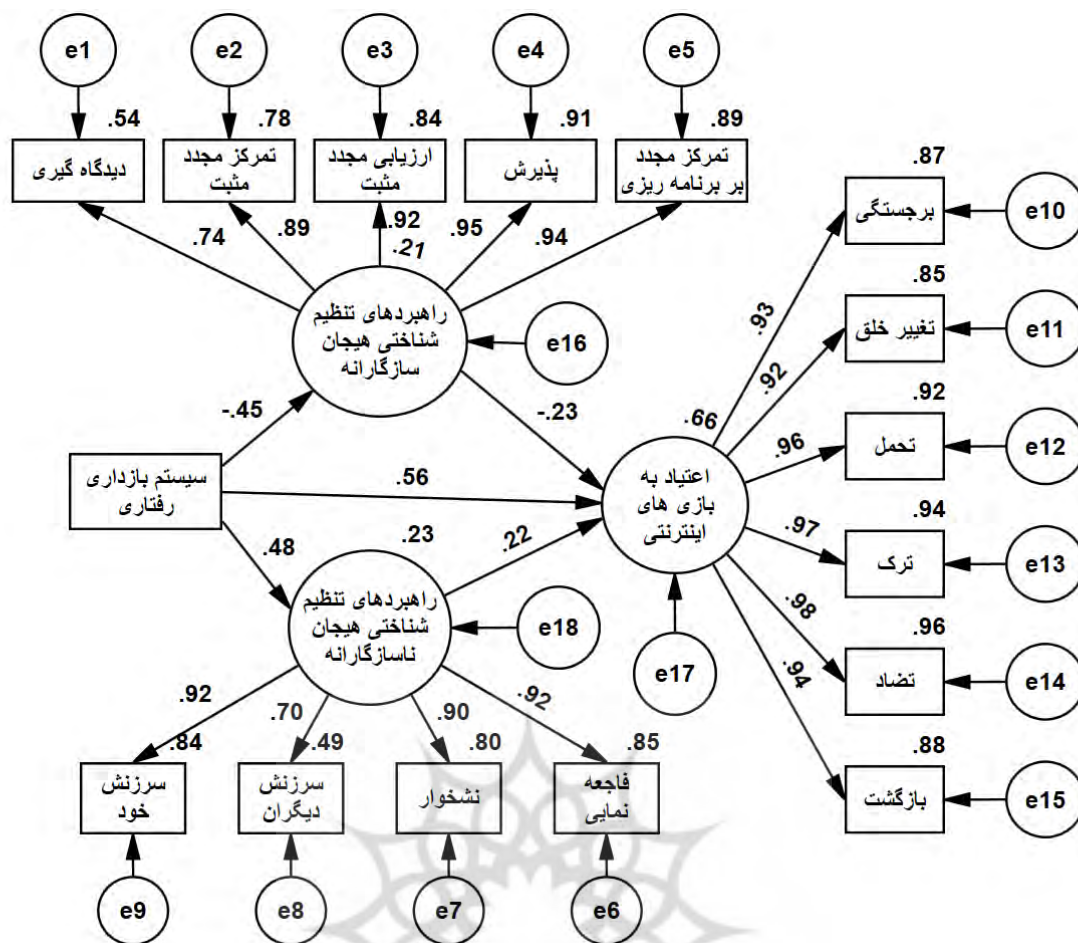 e1
e2
e3
e4
e5
.54
.78
.84
.91
.89
دیدگاه گیری
تمرکز مجدد
مثبت
ارزیابی مجدد
مثبت
پذیرش
تمرکز مجدد
بر برنامه ریزی
.74
.89
.92
.95
.94
.21
راهبردهای تنظیم
شناختی هیجان
سازگارانه
e16
-.45
-.23
سیستم بازداری
رفتاری
.56
.48
.23
.22
راهبردهای تنظیم
شناختی هیجان
ناسازگارانه
e18
.66
اعتیاد به
بازی های
اینترنتی
e17
.93
.92
.96
.97
.98
.94
.87
برجستگی
e10
.85
تغییر خلق
e11
.92
تحمل
e12
.94
ترک
e13
.96
تضاد
e14
.88
بازگشت
e15
.92
.70
.90
.92
.84
.49
.80
.85
سرزنش
خود
سرزنش
دیگران
نشخوار
فاجعه
نمایی
e9
e8
e7
e6